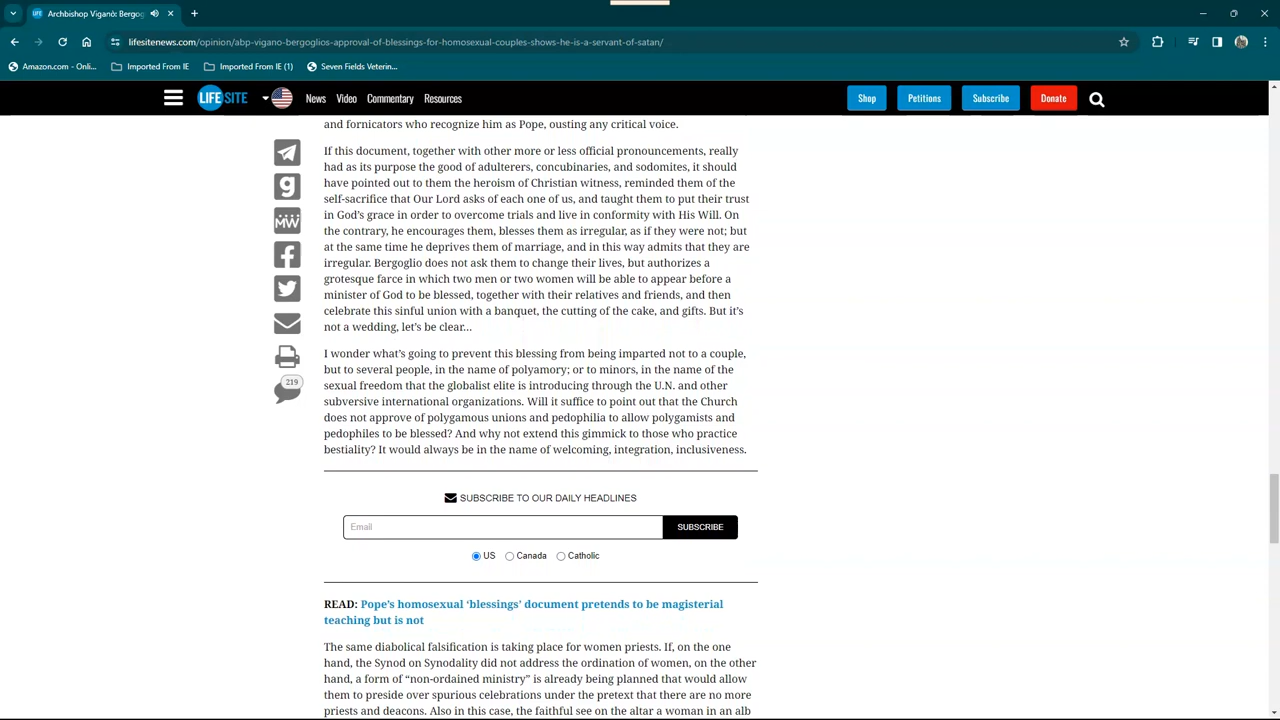 Archbishop Viganò: Bergog
lifesitenews.com/opinion/abp-vigano-bergoglios-approval-of-blessings-for-homosexual-couples-shows-he-is-a-servant-of-satan/
Amazon.com - Onli...
Imported From IE
Imported From IE (1)
Seven Fields Veterin...
LIFESITE
News
Video
Commentary
Resources
Shop
Petitions
Subscribe
Donate
and fornicators who recognize him as Pope, ousting any critical voice.
If this document, together with other more or less official pronouncements, really
had as its purpose the good of adulterers, concubinaries, and sodomites, it should
have pointed out to them the heroism of Christian witness, reminded them of the
self-sacrifice that Our Lord asks of each one of us, and taught them to put their trust
in God’s grace in order to overcome trials and live in conformity with His Will. On
the contrary, he encourages them, blesses them as irregular, as if they were not; but
at the same time he deprives them of marriage, and in this way admits that they are
irregular. Bergoglio does not ask them to change their lives, but authorizes a
grotesque farce in which two men or two women will be able to appear before a
minister of God to be blessed, together with their relatives and friends, and then
celebrate this sinful union with a banquet, the cutting of the cake, and gifts. But it’s
not a wedding, let’s be clear…
219
I wonder what’s going to prevent this blessing from being imparted not to a couple,
but to several people, in the name of polyamory; or to minors, in the name of the
sexual freedom that the globalist elite is introducing through the U.N. and other
subversive international organizations. Will it suffice to point out that the Church
does not approve of polygamous unions and pedophilia to allow polygamists and
pedophiles to be blessed? And why not extend this gimmick to those who practice
bestiality? It would always be in the name of welcoming, integration, inclusiveness.
SUBSCRIBE TO OUR DAILY HEADLINES
Email
SUBSCRIBE
US
Canada
Catholic
READ: Pope’s homosexual ‘blessings’ document pretends to be magisterial
teaching but is not
The same diabolical falsification is taking place for women priests. If, on the one
hand, the Synod on Synodality did not address the ordination of women, on the other
hand, a form of “non-ordained ministry” is already being planned that would allow
them to preside over spurious celebrations under the pretext that there are no more
priests and deacons. Also in this case, the faithful see on the altar a woman in an alb